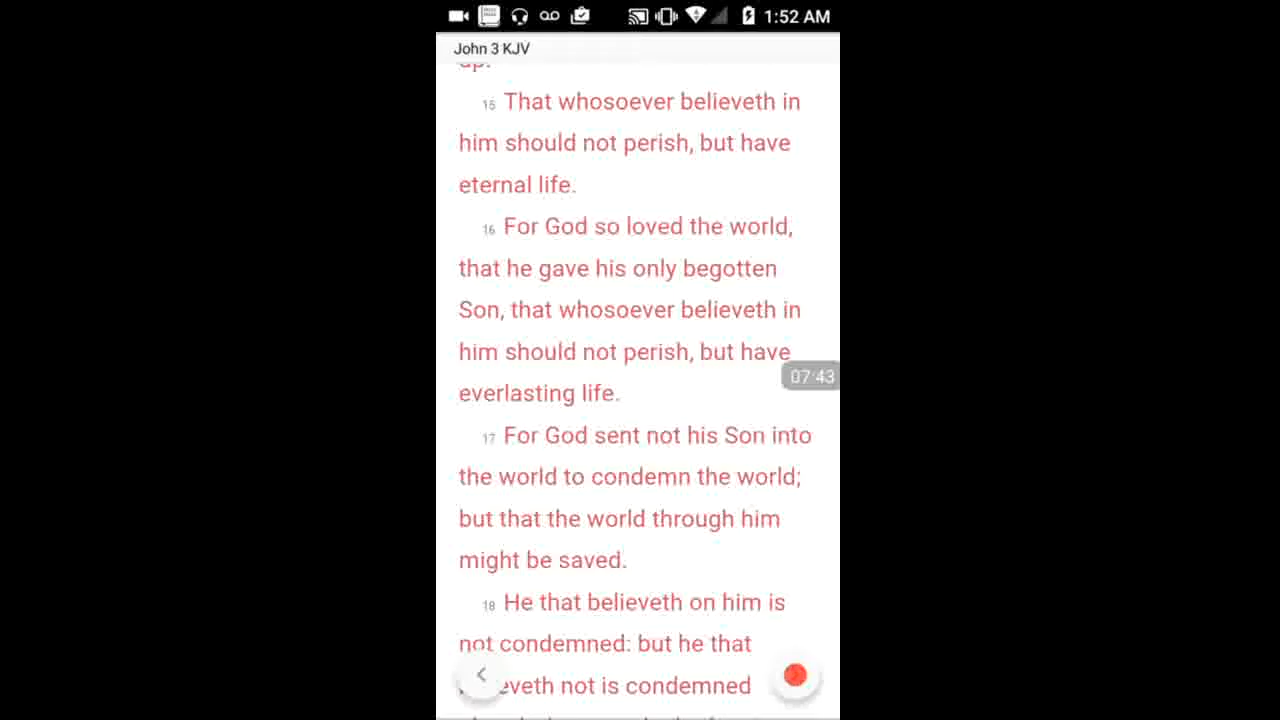 1:52 AM
John 3 KJV
up.
15 That whosoever believeth in
him should not perish, but have
eternal life.
16 For God so loved the world,
that he gave his only begotten
Son, that whosoever believeth in
him should not perish, but have
07:43
everlasting life.
17 For God sent not his Son into
the world to condemn the world;
but that the world through him
might be saved.
18 He that believeth on him is
not condemned: but he that
not is condemned